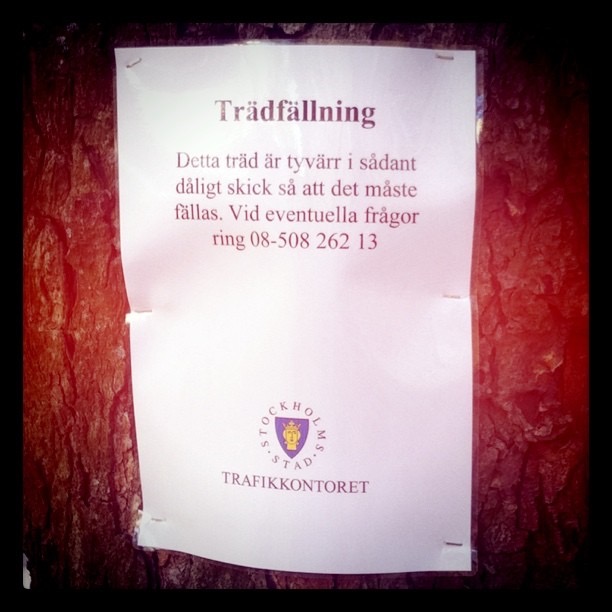 Trädfällning
Detta träd är tyvärr i sådant
dåligt skick så att det måste
fällas. Vid eventuella frågor
ring 08-508 262 13
STOCKHOLMS
· STAD ·
TRAFIKKONTORET